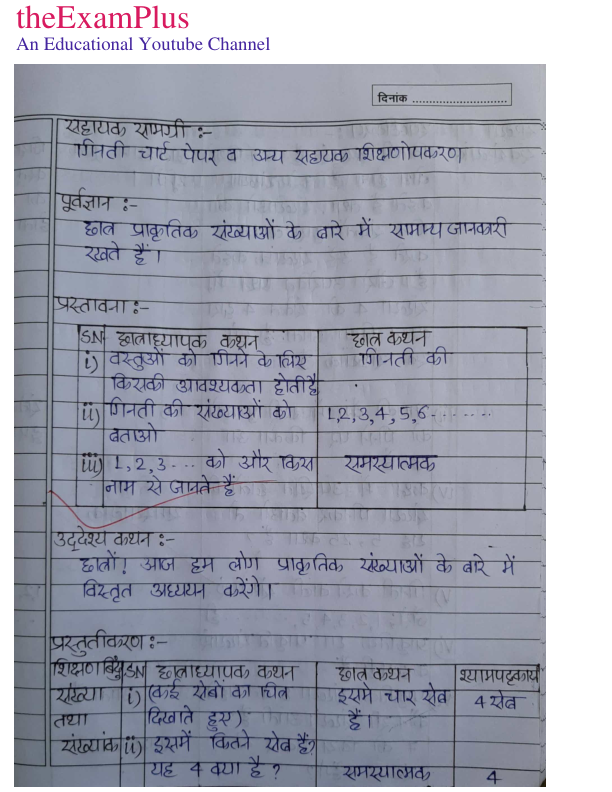 theExamPlus
An Educational Youtube Channel
दिनांक ............................
सहायक सामग्री :-
गिनती चार्ट पेपर व अन्य सहायक शिक्षणोपकरण।
पूर्वज्ञान :-
छात्र प्राकृतिक संख्याओं के बारे में सामान्य जानकारी
रखते हैं।
प्रस्तावना :-
SN छात्राध्यापक कथन छात्र कथन
i) वस्तुओं को गिनने के लिए गिनती की
किसकी आवश्यकता होती है .
ii) गिनती की संख्याओं को 1,2,3,4,5,6- - - - - - -
बताओ
iii) 1,2,3--- को और किस समस्यात्मक
नाम से जानते हैं
उद्देश्य कथन :-
छात्रों! आज हम लोग प्राकृतिक संख्याओं के बारे में
विस्तृत अध्ययन करेंगे।
प्रस्तुतीकरण :-
शिक्षण बिंदु SN छात्राध्यापक कथन छात्र कथन श्यामपट्टकार्य
संख्या i) (कई सेबों का चित्र इसमें चार सेब 4 सेब
तथा दिखाते हुए) हैं।
संख्यांक ii) इसमें कितने सेब हैं?
यह 4 क्या है ? समस्यात्मक 4